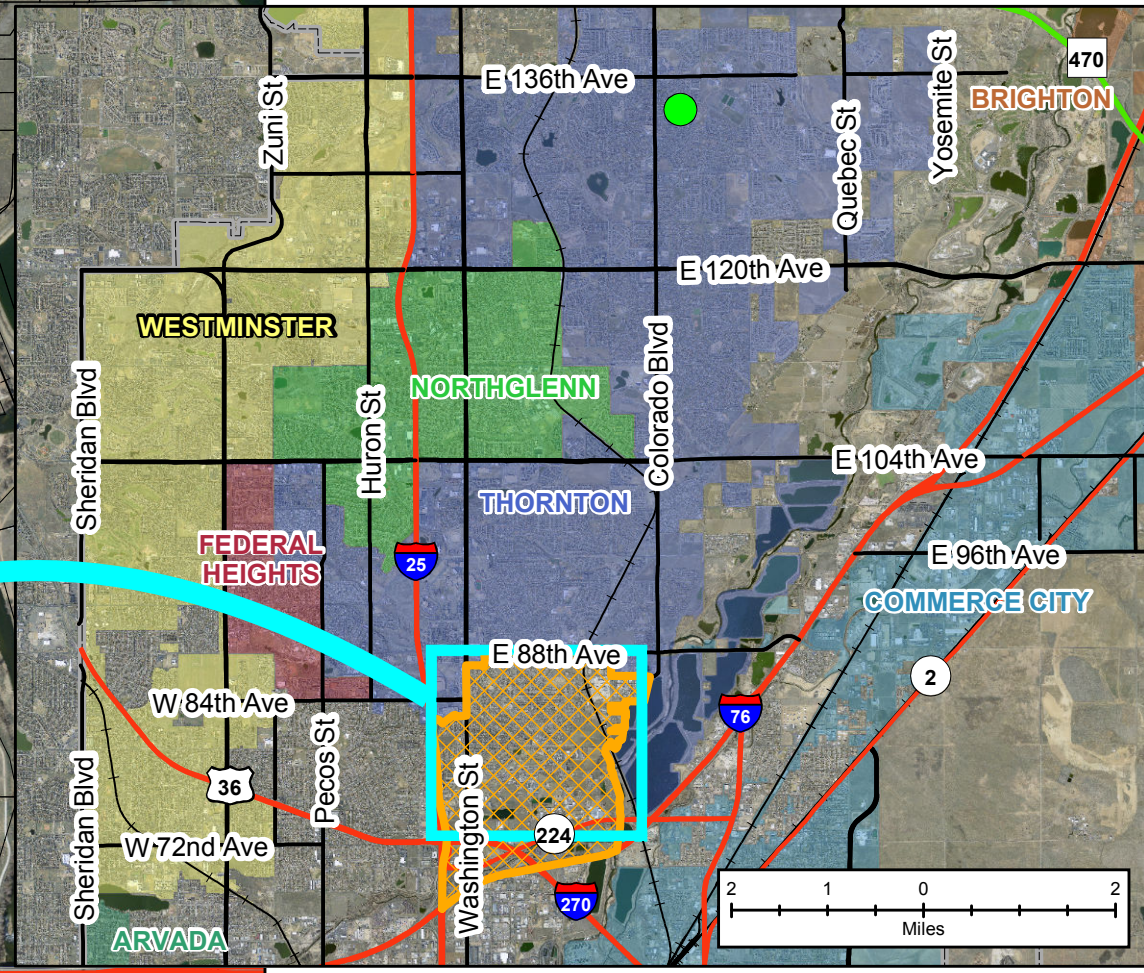 E 136th Ave
470
BRIGHTON
Zuni St
Quebec St
Yosemite St
E 120th Ave
WESTMINSTER
NORTHGLENN
Sheridan Blvd
Huron St
Colorado Blvd
E 104th Ave
THORNTON
FEDERAL
HEIGHTS
25
E 96th Ave
COMMERCE CITY
E 88th Ave
2
W 84th Ave
76
36
Pecos St
Sheridan Blvd
Washington St
224
W 72nd Ave
270
ARVADA
2 1 0 2
Miles